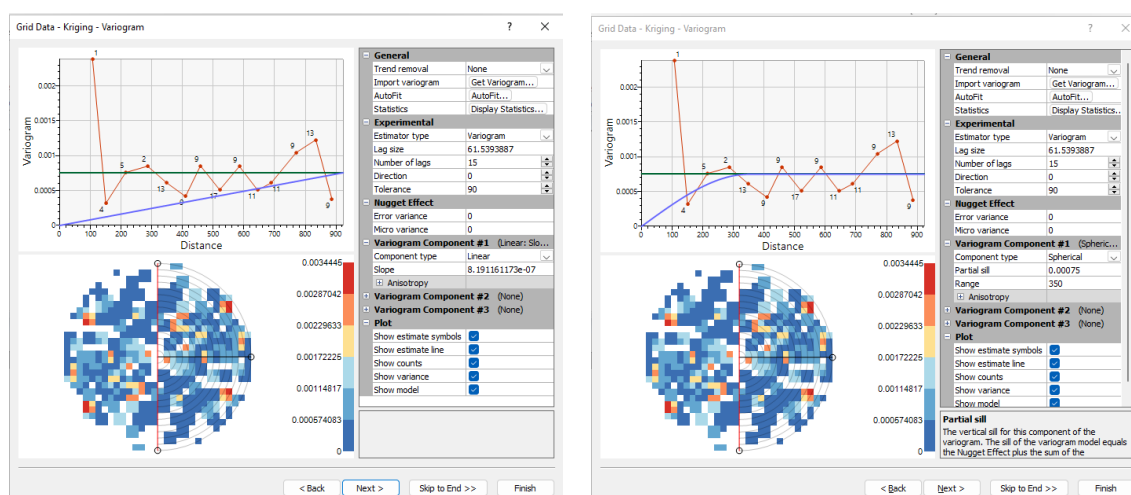 Grid Data - Kriging - Variogram ? ×
1
0.002
0.0015
0.001
0.0005
0
4
5
2
13
9
9
17
9
11
11
9
13
9
0 100 200 300 400 500 600 700 800 900
Variogram
Distance
0.0034445
0.00287042
0.00229633
0.00172225
0.00114817
0.000574083
0
General
Trend removal None
Import variogram Get Variogram...
AutoFit AutoFit...
Statistics Display Statistics...
Experimental
Estimator type Variogram
Lag size 61.5393887
Number of lags 15
Direction 0
Tolerance 90
Nugget Effect
Error variance 0
Micro variance 0
Variogram Component #1 (Linear: Slo...
Component type Linear
Slope 8.191161173e-07
Anisotropy
Variogram Component #2 (None)
Variogram Component #3 (None)
Plot
Show estimate symbols
Show estimate line
Show counts
Show variance
Show model
< Back Next > Skip to End >> Finish
Grid Data - Kriging - Variogram ? ×
1
0.002
0.0015
0.001
0.0005
0
4
5
2
13
9
9
17
9
11
11
9
13
9
0 100 200 300 400 500 600 700 800 900
Variogram
Distance
0.0034445
0.00287042
0.00229633
0.00172225
0.00114817
0.000574083
0
General
Trend removal None
Import variogram Get Variogram...
AutoFit AutoFit...
Statistics Display Statistics..
Experimental
Estimator type Variogram
Lag size 61.5393887
Number of lags 15
Direction 0
Tolerance 90
Nugget Effect
Error variance 0
Micro variance 0
Variogram Component #1 (Spheric...
Component type Spherical
Partial sill 0.00075
Range 350
Anisotropy
Variogram Component #2 (None)
Variogram Component #3 (None)
Plot
Show estimate symbols
Show estimate line
Show counts
Show variance
Show model
Partial sill
The vertical sill for this component of the
variogram. The sill of the variogram model equals
the Nugget Effect plus the sum of the
< Back Next > Skip to End >> Finish